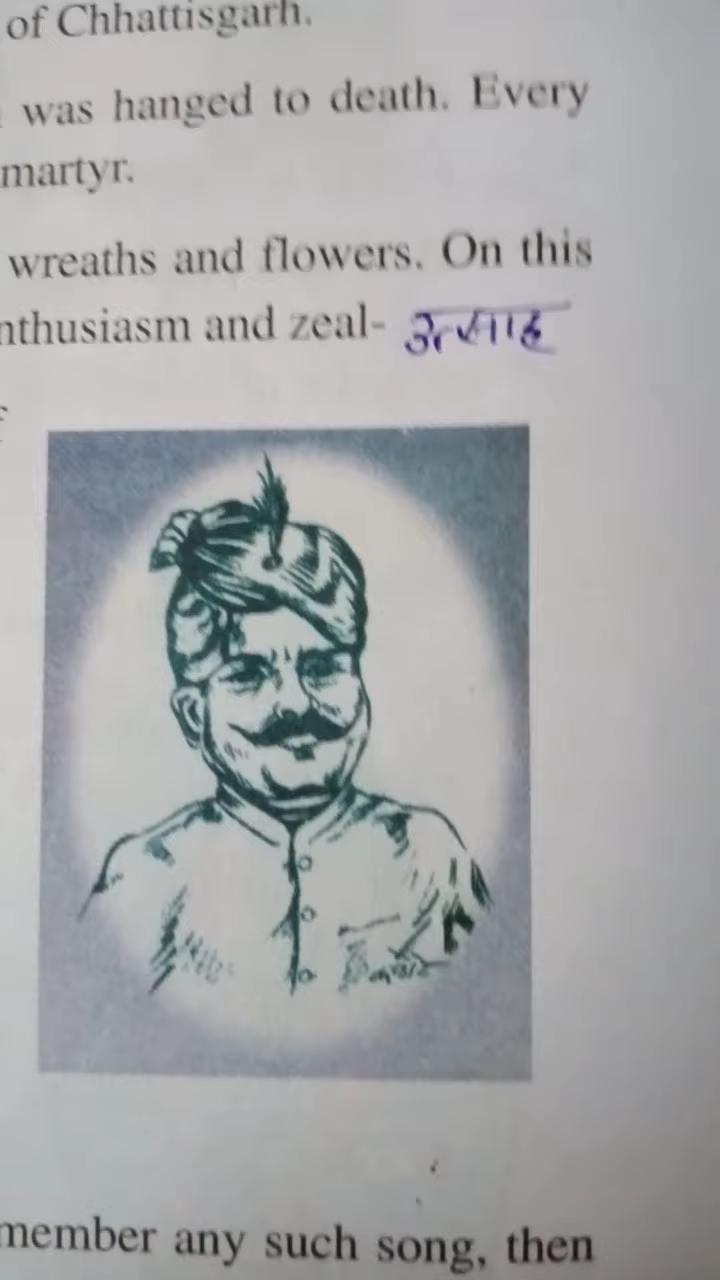 of Chhattisgarh.
was hanged to death. Every
martyr.
wreaths and flowers. On this
nthusiasm and zeal- उत्साह
member any such song, then